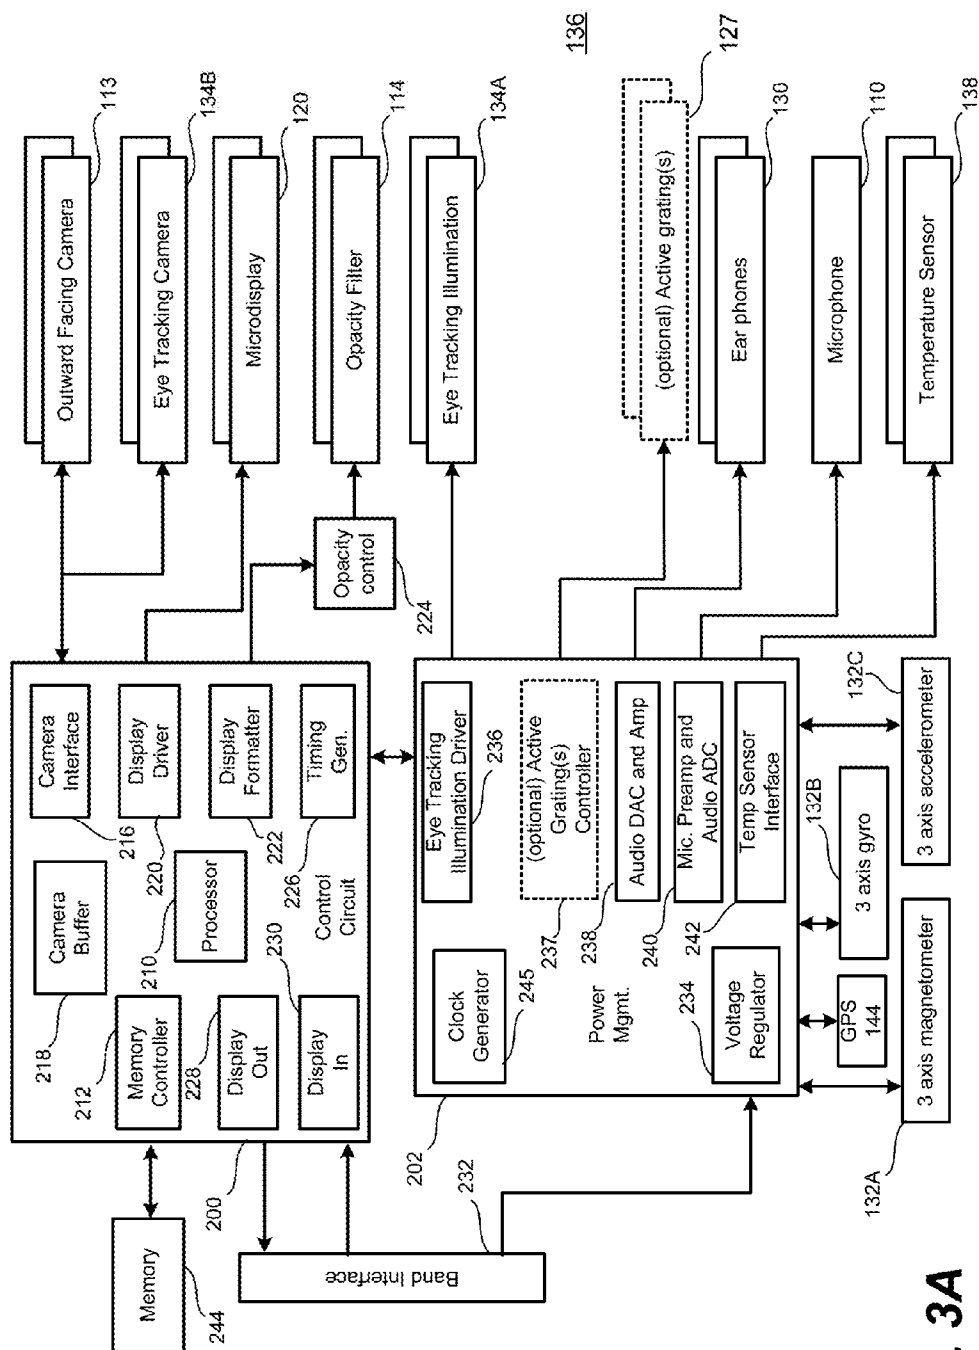 136
Outward Facing Camera
113
Eye Tracking Camera
134B
Microdisplay
120
Opacity Filter
114
Eye Tracking Illumination
134A
(optional) Active grating(s)
127
Ear phones
130
Microphone
110
Temperature Sensor
138
Opacity
control
224
Camera
Interface
216
Display
Driver
220
Display
Formatter
222
Timing
Gen.
226
Camera
Buffer
218
Processor
210
Control
Circuit
Memory
Controller
212
Display
Out
228
Display
In
230
200
Memory
244
Band Interface
232
Eye Tracking
Illumination Driver
236
(optional) Active
Grating(s)
Controller
237
Audio DAC and Amp
238
Mic. Preamp and
Audio ADC
240
Temp Sensor
Interface
242
Clock
Generator
245
Power
Mgmt.
Voltage
Regulator
234
202
3 axis magnetometer
132A
GPS
144
3 axis gyro
132B
3 axis accelerometer
132C
. 3A